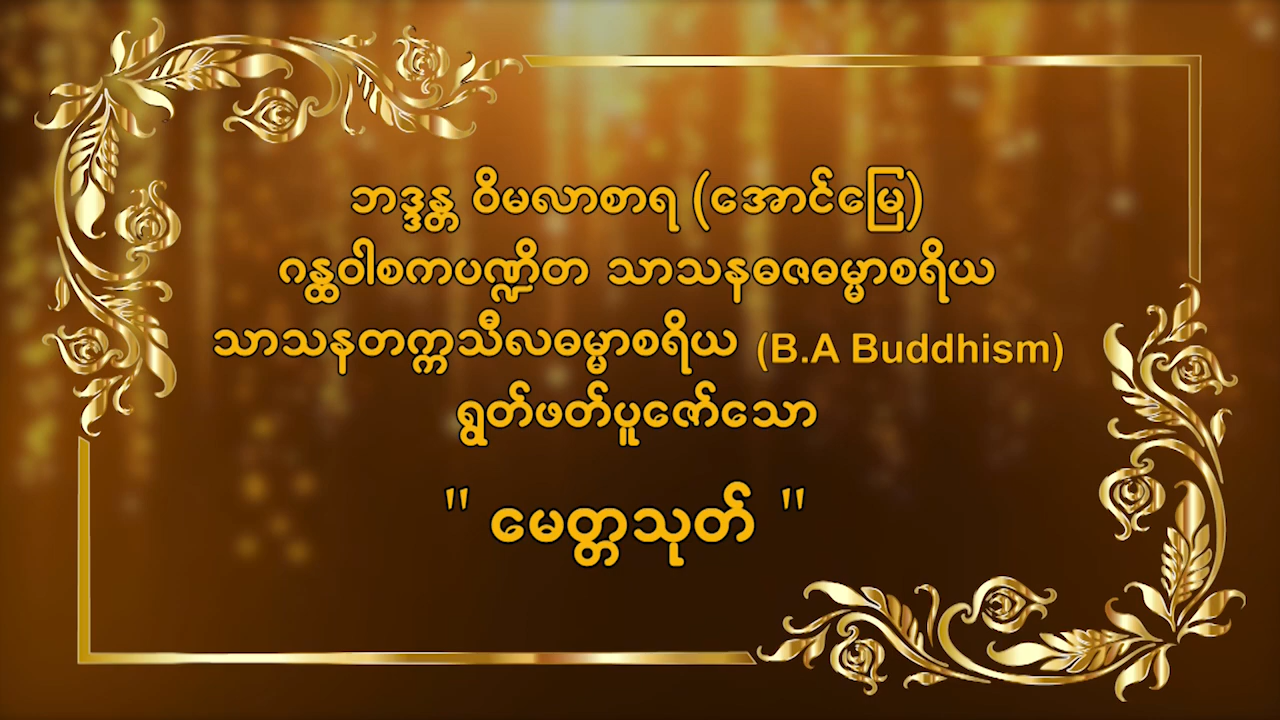 ဘဒ္ဒန္တ ဝိမလာစာရ (အောင်မြေ)
ဂန္ထဝါစကပဏ္ဍိတ သာသနဓဇဓမ္မာစရိယ
သာသနတက္ကသီလဓမ္မာစရိယ (B.A Buddhism)
ရွတ်ဖတ်ပူဇော်သော
" မေတ္တသုတ် "